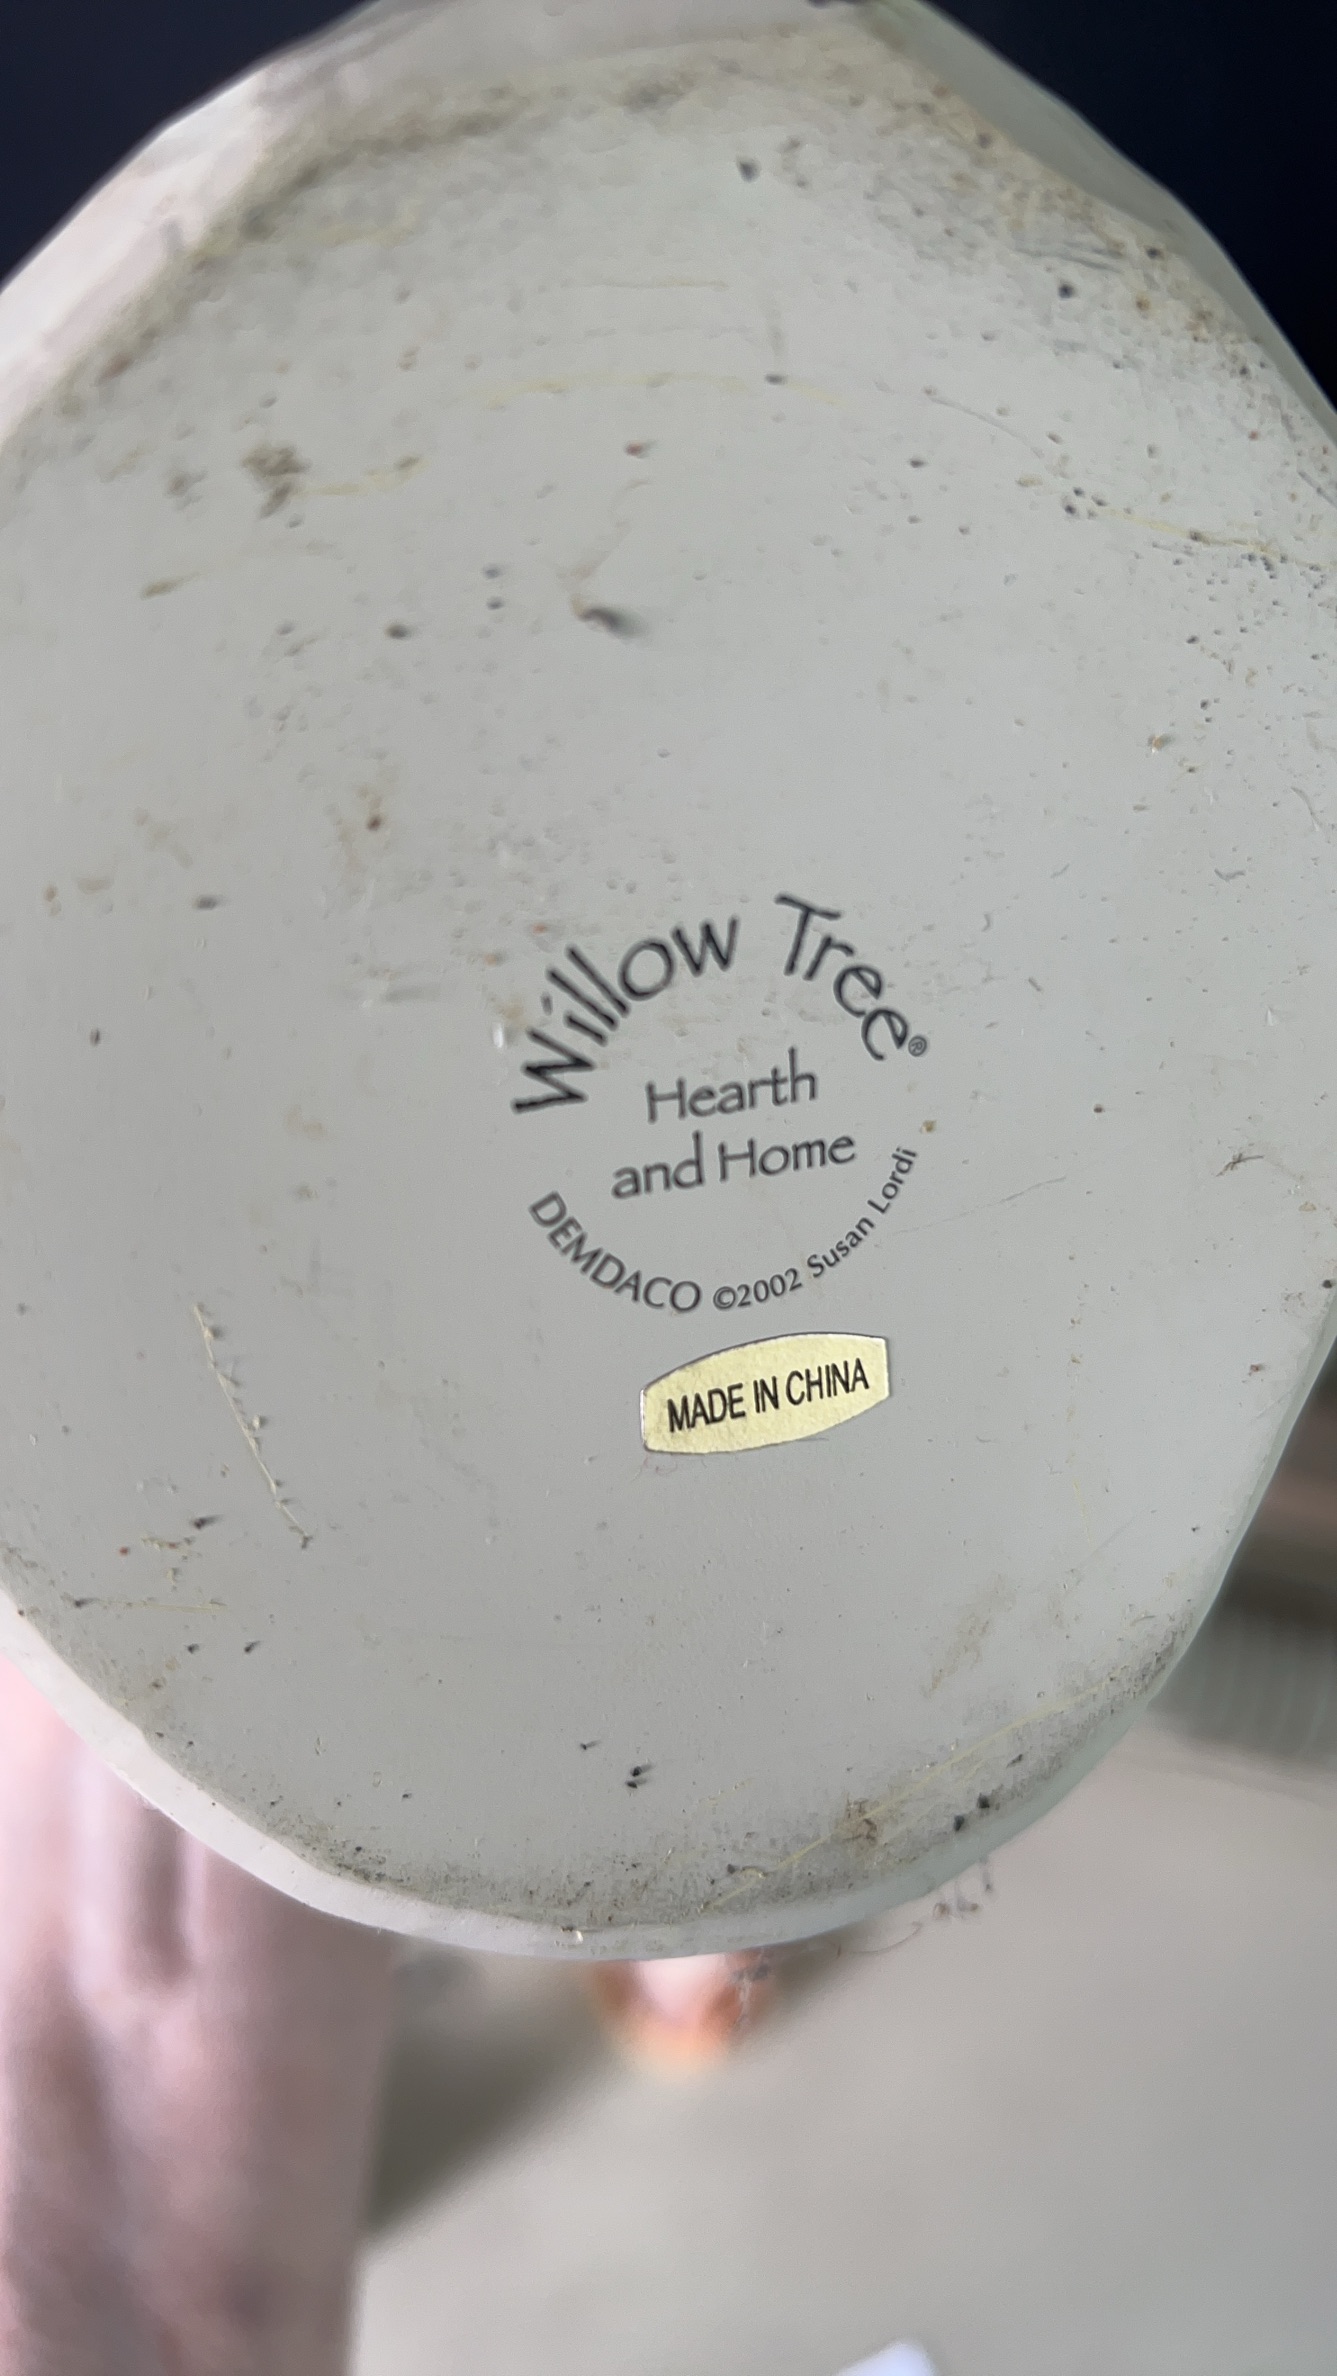 Willow Tree®
Hearth
and Home
DEMDACO ©2002 Susan Lordi
MADE IN CHINA